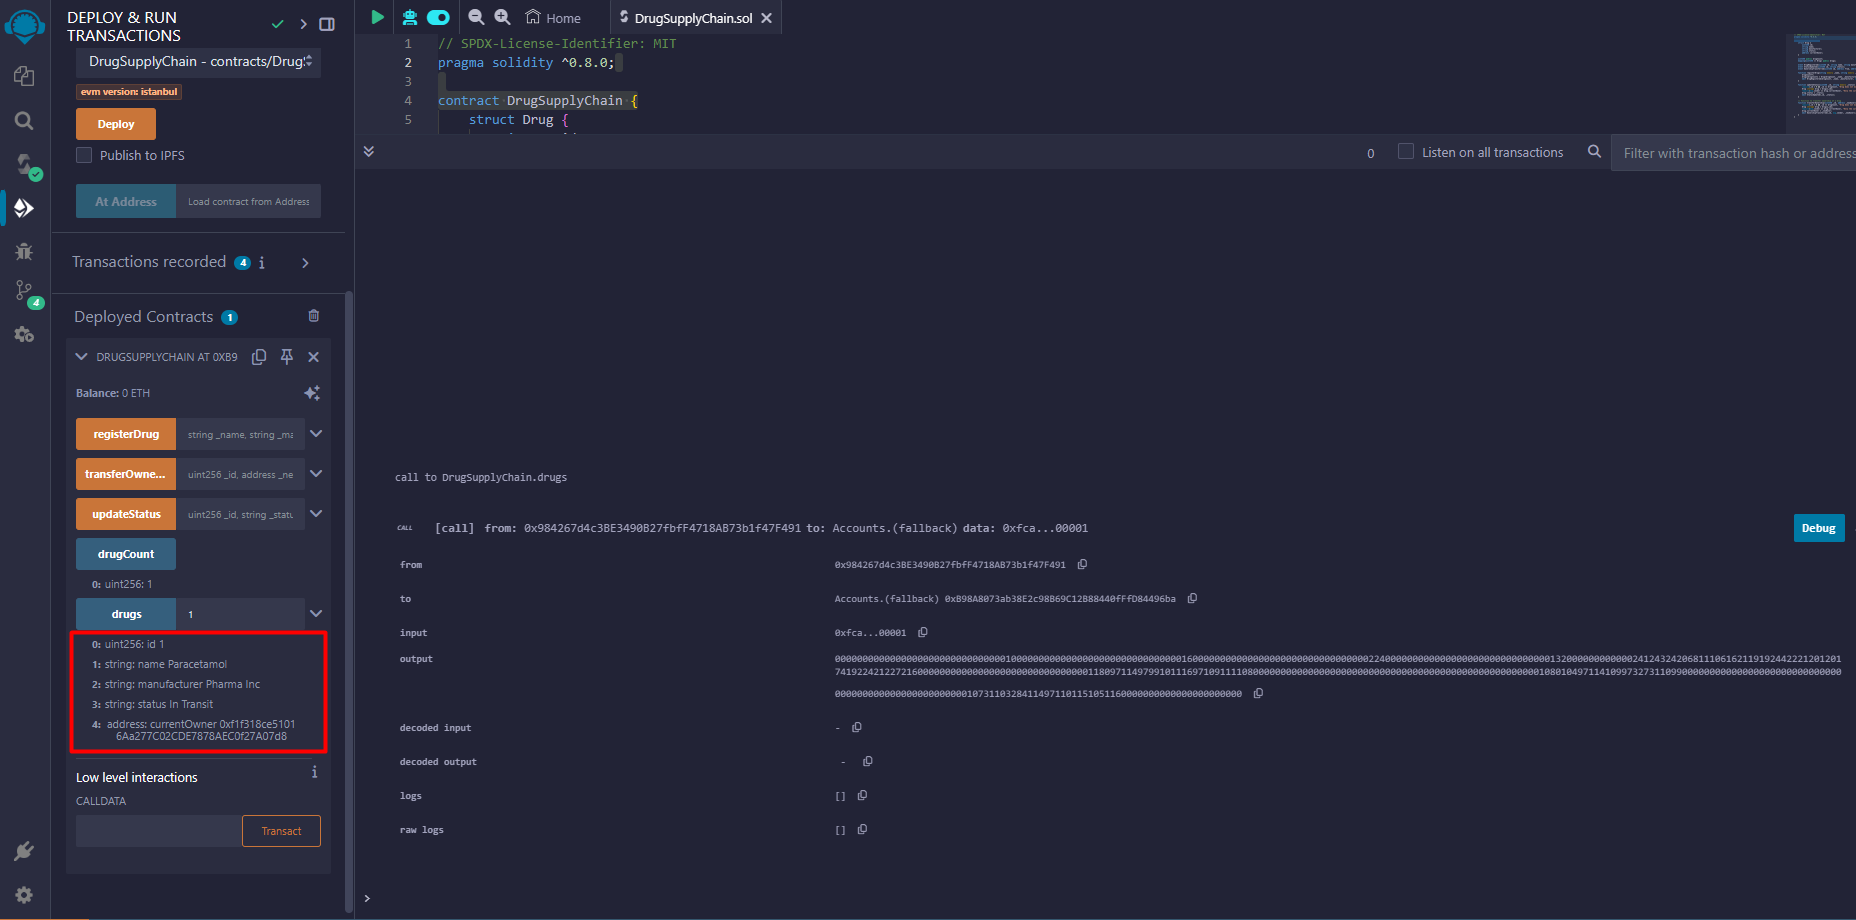 DEPLOY & RUN
TRANSACTIONS
DrugSupplyChain - contracts/Drug
evm version: istanbul
Deploy
Publish to IPFS
At Address
Load contract from Address
Transactions recorded 4 i
4
Deployed Contracts 1
DRUGSUPPLYCHAIN AT 0XB9
Balance: 0 ETH
registerDrug
string _name, string _ma
transferOwne...
uint256 _id, address _ne
updateStatus
uint256 _id, string _statu
drugCount
0: uint256: 1
drugs
1
0: uint256: id 1
1: string: name Paracetamol
2: string: manufacturer Pharma Inc
3: string: status In Transit
4: address: currentOwner 0xf1f318ce5101
6Aa277C02CDE7878AEC0f27A07d8
Low level interactions
i
CALLDATA
Transact
Home
DrugSupplyChain.sol
1 // SPDX-License-Identifier: MIT
2 pragma solidity ^0.8.0;
3
4 contract DrugSupplyChain {
5 struct Drug {
0
Listen on all transactions
Filter with transaction hash or address
call to DrugSupplyChain.drugs
CALL [call] from: 0x984267d4c3BE3490B27fbfF4718AB73b1f47F491 to: Accounts.(fallback) data: 0xfca...00001
Debug
from 0x984267d4c3BE3490B27fbfF4718AB73b1f47F491
to Accounts.(fallback) 0xB98A8073ab38E2c98B69C12B88440fFfD84496ba
input 0xfca...00001
output
decoded input -
decoded output -
logs []
raw logs []